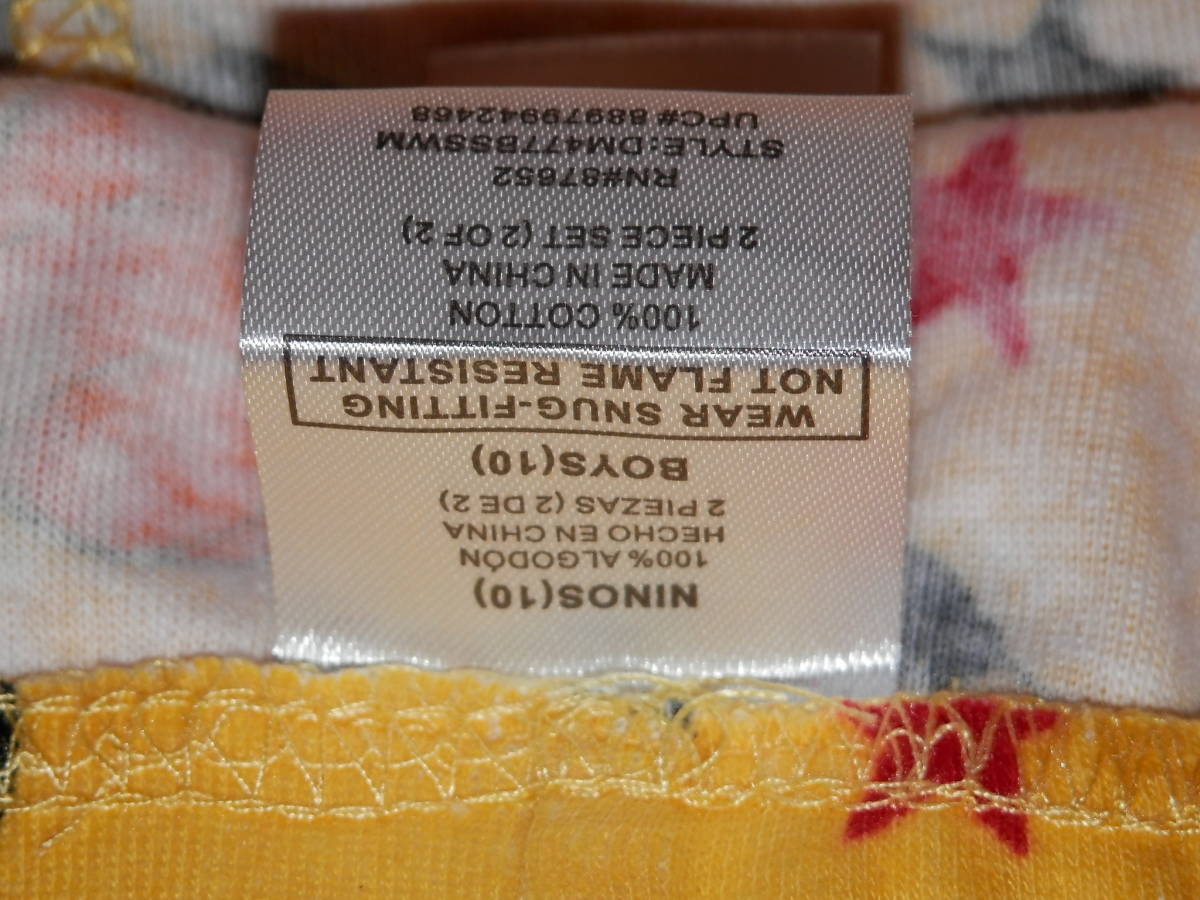 NINOS(10)
100% ALGODÓN
HECHO EN CHINA
2 PIEZAS (2 DE 2)
BOYS(10)
WEAR SNUG-FITTING
NOT FLAME RESISTANT
100% COTTON
MADE IN CHINA
2 PIECE SET (2 OF 2)
RN#87652
STYLE:DM477BSSWM
UPC# 88979942468